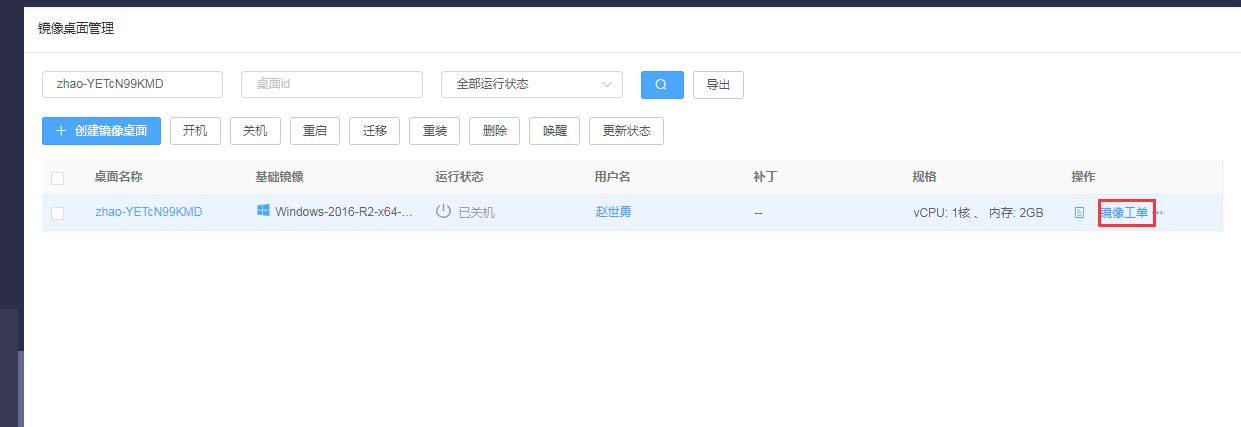 镜像桌面管理
zhao-YETcN99KMD 桌面id 全部运行状态 导出
创建镜像桌面 开机 关机 重启 迁移 重装 删除 唤醒 更新状态
桌面名称 基础镜像 运行状态 用户名 补丁 规格 操作
zhao-YETcN99KMD Windows-2016-R2-x64-... 已关机 赵世勇 -- vCPU: 1核 、 内存: 2GB 镜像工单 ...